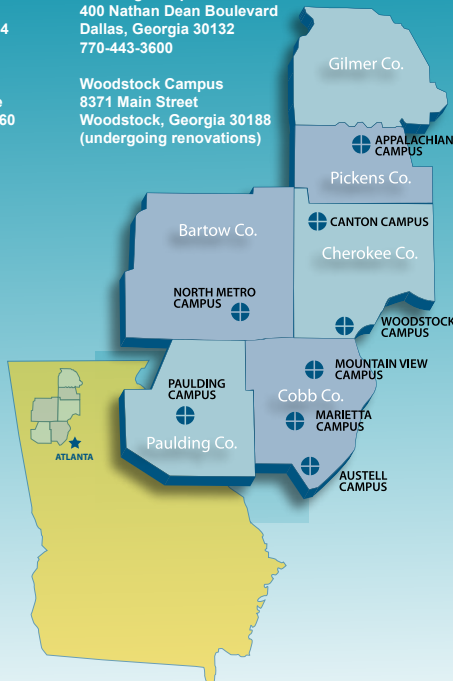 400 Nathan Dean Boulevard
Dallas, Georgia 30132
770-443-3600
Woodstock Campus
8371 Main Street
Woodstock, Georgia 30188
(undergoing renovations)
4
e
60
Gilmer Co.
APPALACHIAN
CAMPUS
Pickens Co.
CANTON CAMPUS
Cherokee Co.
Bartow Co.
NORTH METRO
CAMPUS
WOODSTOCK
CAMPUS
MOUNTAIN VIEW
CAMPUS
PAULDING
CAMPUS
Cobb Co.
MARIETTA
CAMPUS
Paulding Co.
AUSTELL
CAMPUS
ATLANTA